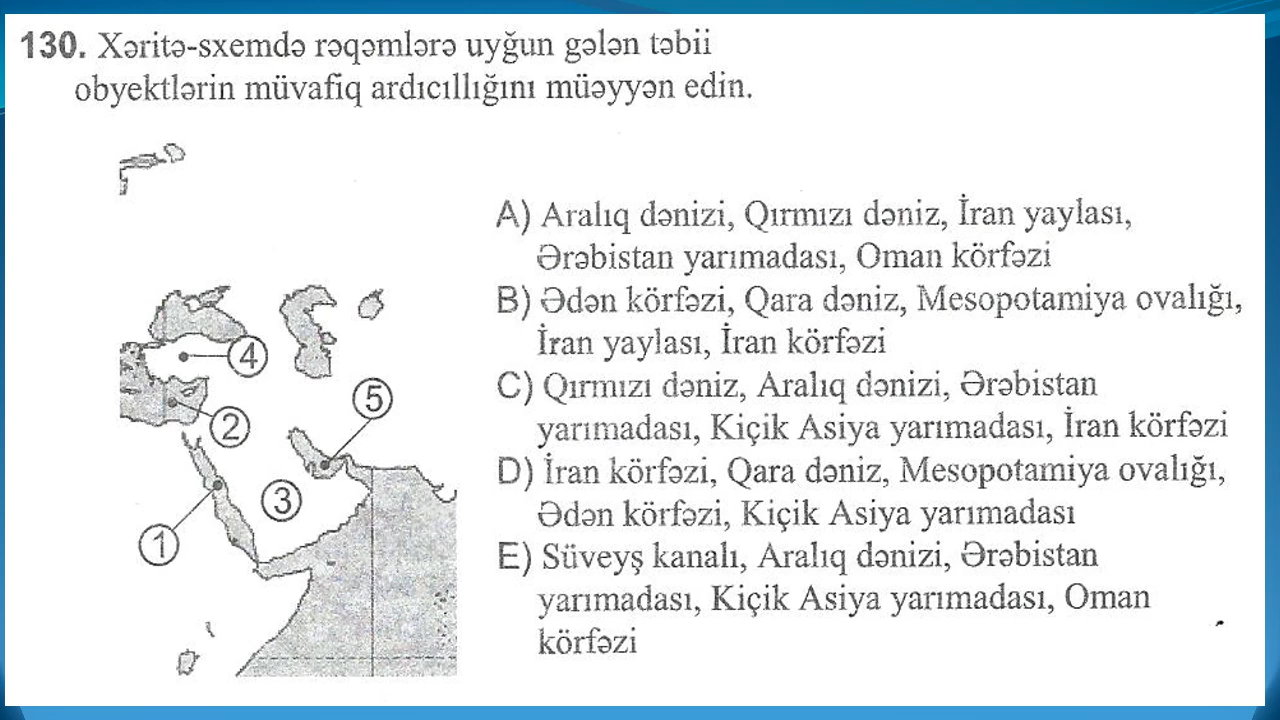 130. Xəritə-sxemdə rəqəmlərə uyğun gələn təbii
obyektlərin müvafiq ardıcıllığını müəyyən edin.
4
5
2
3
1
A) Aralıq dənizi, Qırmızı dəniz, İran yaylası,
Ərəbistan yarımadası, Oman körfəzi
B) Ədən körfəzi, Qara dəniz, Mesopotamiya ovalığı,
İran yaylası, İran körfəzi
C) Qırmızı dəniz, Aralıq dənizi, Ərəbistan
yarımadası, Kiçik Asiya yarımadası, İran körfəzi
D) İran körfəzi, Qara dəniz, Mesopotamiya ovalığı,
Ədən körfəzi, Kiçik Asiya yarımadası
E) Süveyş kanalı, Aralıq dənizi, Ərəbistan
yarımadası, Kiçik Asiya yarımadası, Oman
körfəzi